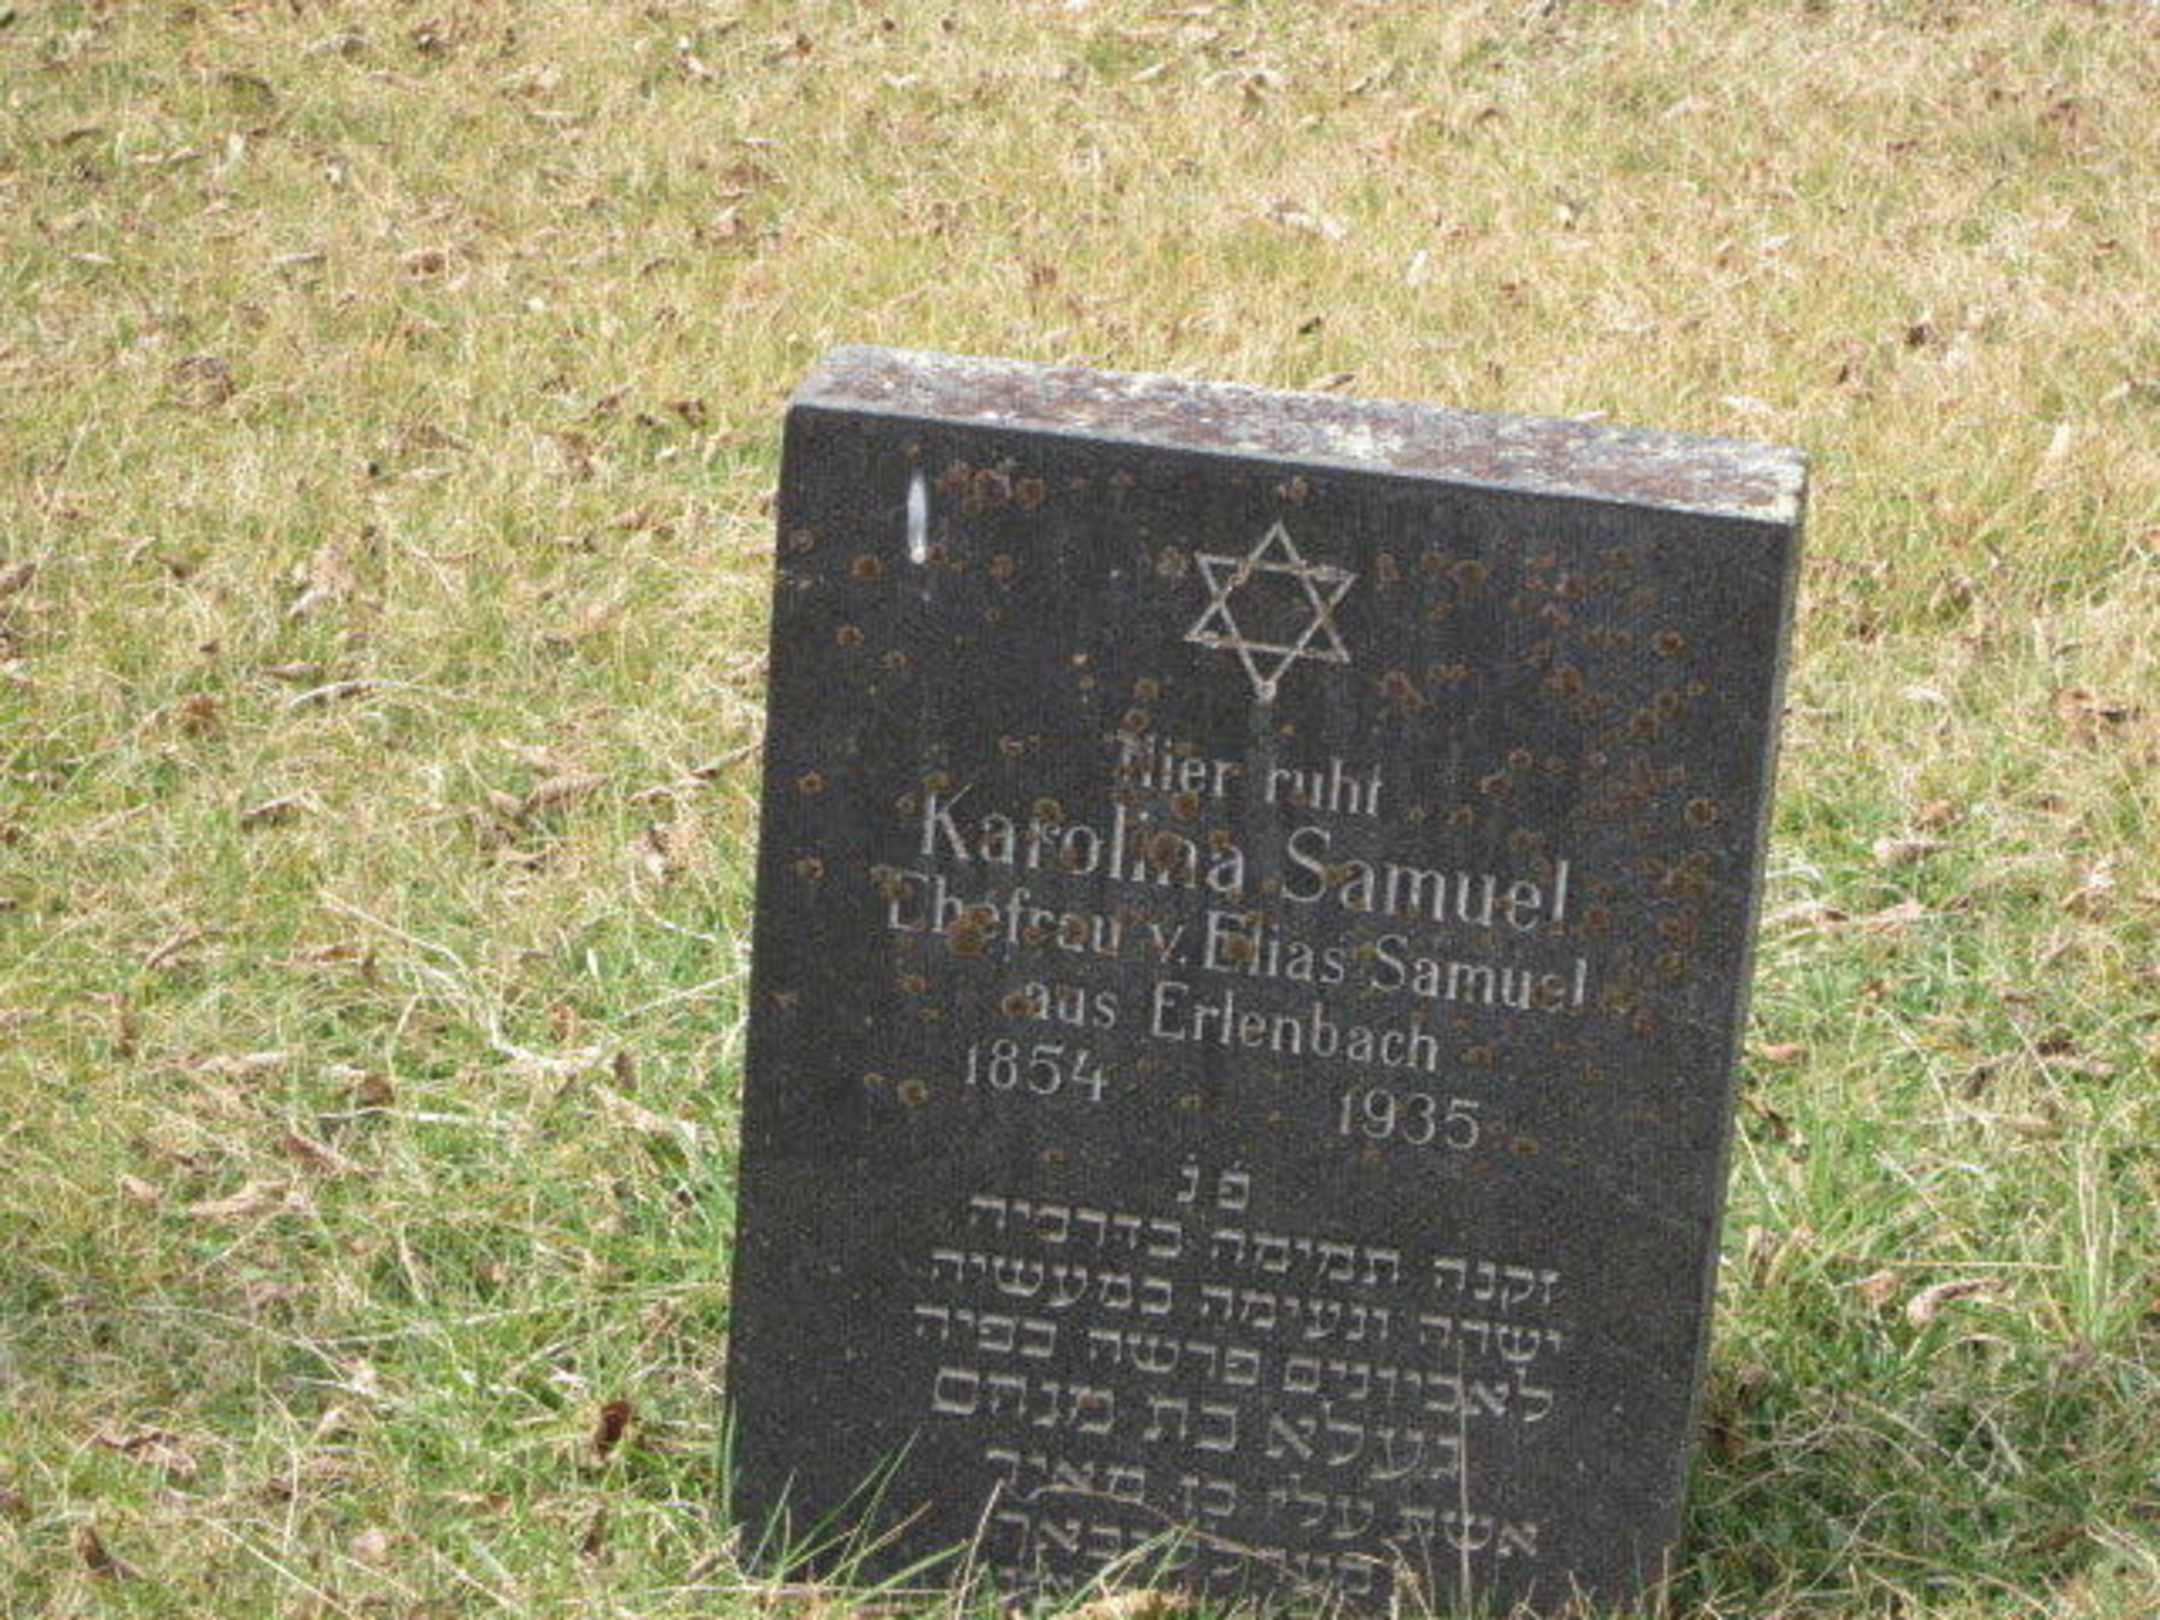 Hier ruht
Karolina Samuel
Ehefrau v. Elias Samuel
aus Erlenbach
1854 1935
פ נ
זקנה תמימה בדרכיה
ישרה ונעימה במעשיה
לאביונים פרשה כפיה
געלא בת מנחם
אשת עלי בן מאיר